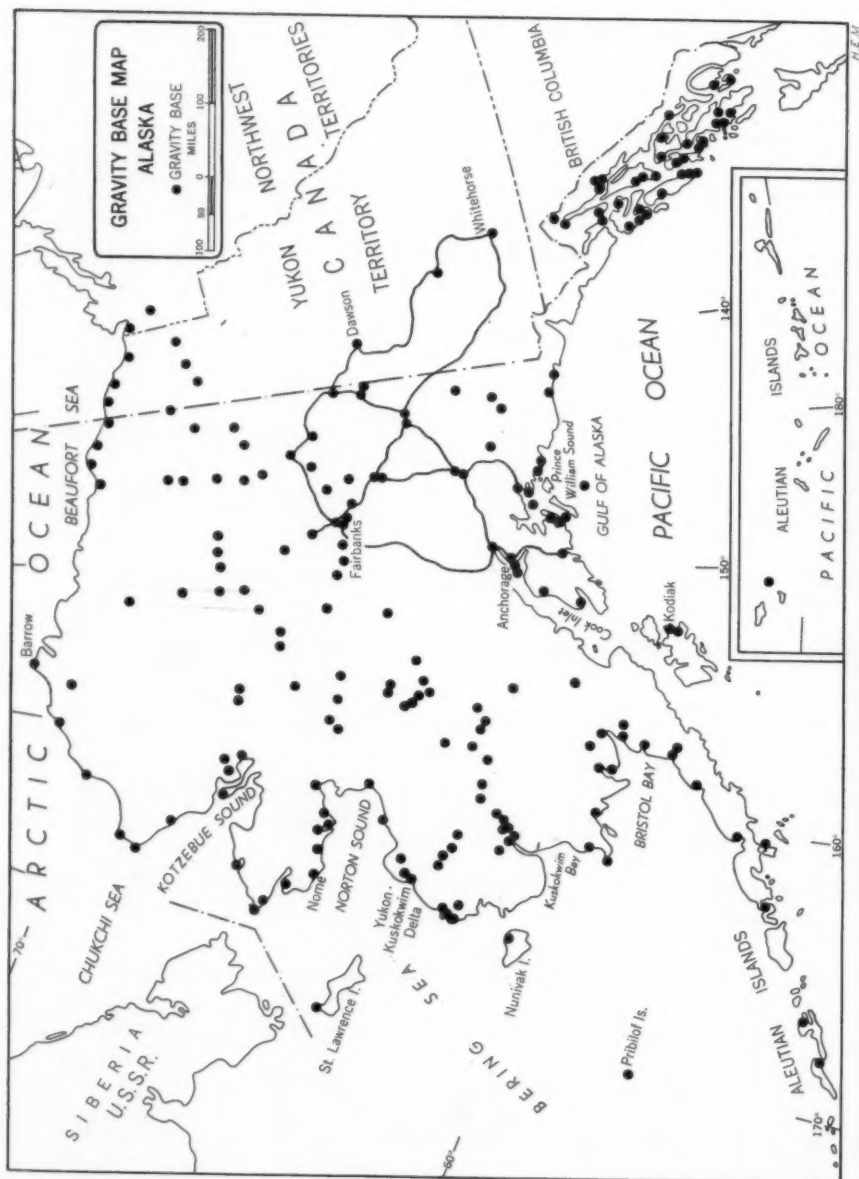 GRAVITY BASE MAP
ALASKA
● GRAVITY BASE
MILES
100 50 0 100 200
ARCTIC OCEAN
BEAUFORT SEA
Barrow
CHUKCHI SEA
70°
KOTZEBUE SOUND
SIBERIA
U.S.S.R.
NORTHWEST
TERRITORIES
YUKON
TERRITORY
CANADA
Dawson
Whitehorse
BRITISH COLUMBIA
Fairbanks
Nome
NORTON SOUND
St. Lawrence I.
Yukon -
Kuskokwim
Delta
BERING SEA
60°
Nunivak I.
Kuskokwim
Bay
BRISTOL BAY
Pribilof Is.
Anchorage
Cook Inlet
Prince
William Sound
GULF OF ALASKA
Kodiak
PACIFIC OCEAN
ALEUTIAN ISLANDS
170°
160°
150°
140°
ALEUTIAN ISLANDS
PACIFIC OCEAN
180°
H.E.M.